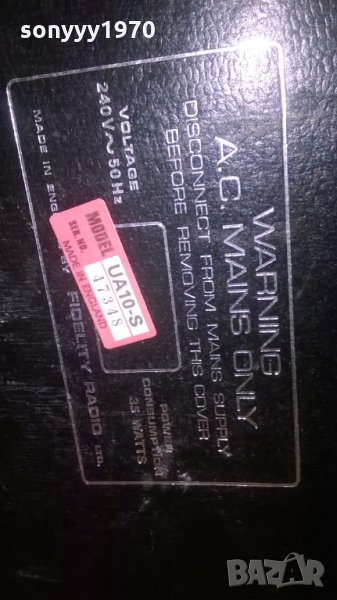 sonyyy1970
WARNING
A.C. MAINS ONLY
DISCONNECT FROM MAINS SUPPLY
BEFORE REMOVING THIS COVER
VOLTAGE
240V~50Hz
POWER
CONSUMPTION
35 WATTS
MODEL UA10-S
SER. NO. 47348
MADE IN ENGLAND
MADE IN ENG BY FIDELITY RADIO LTD.
BAZAR